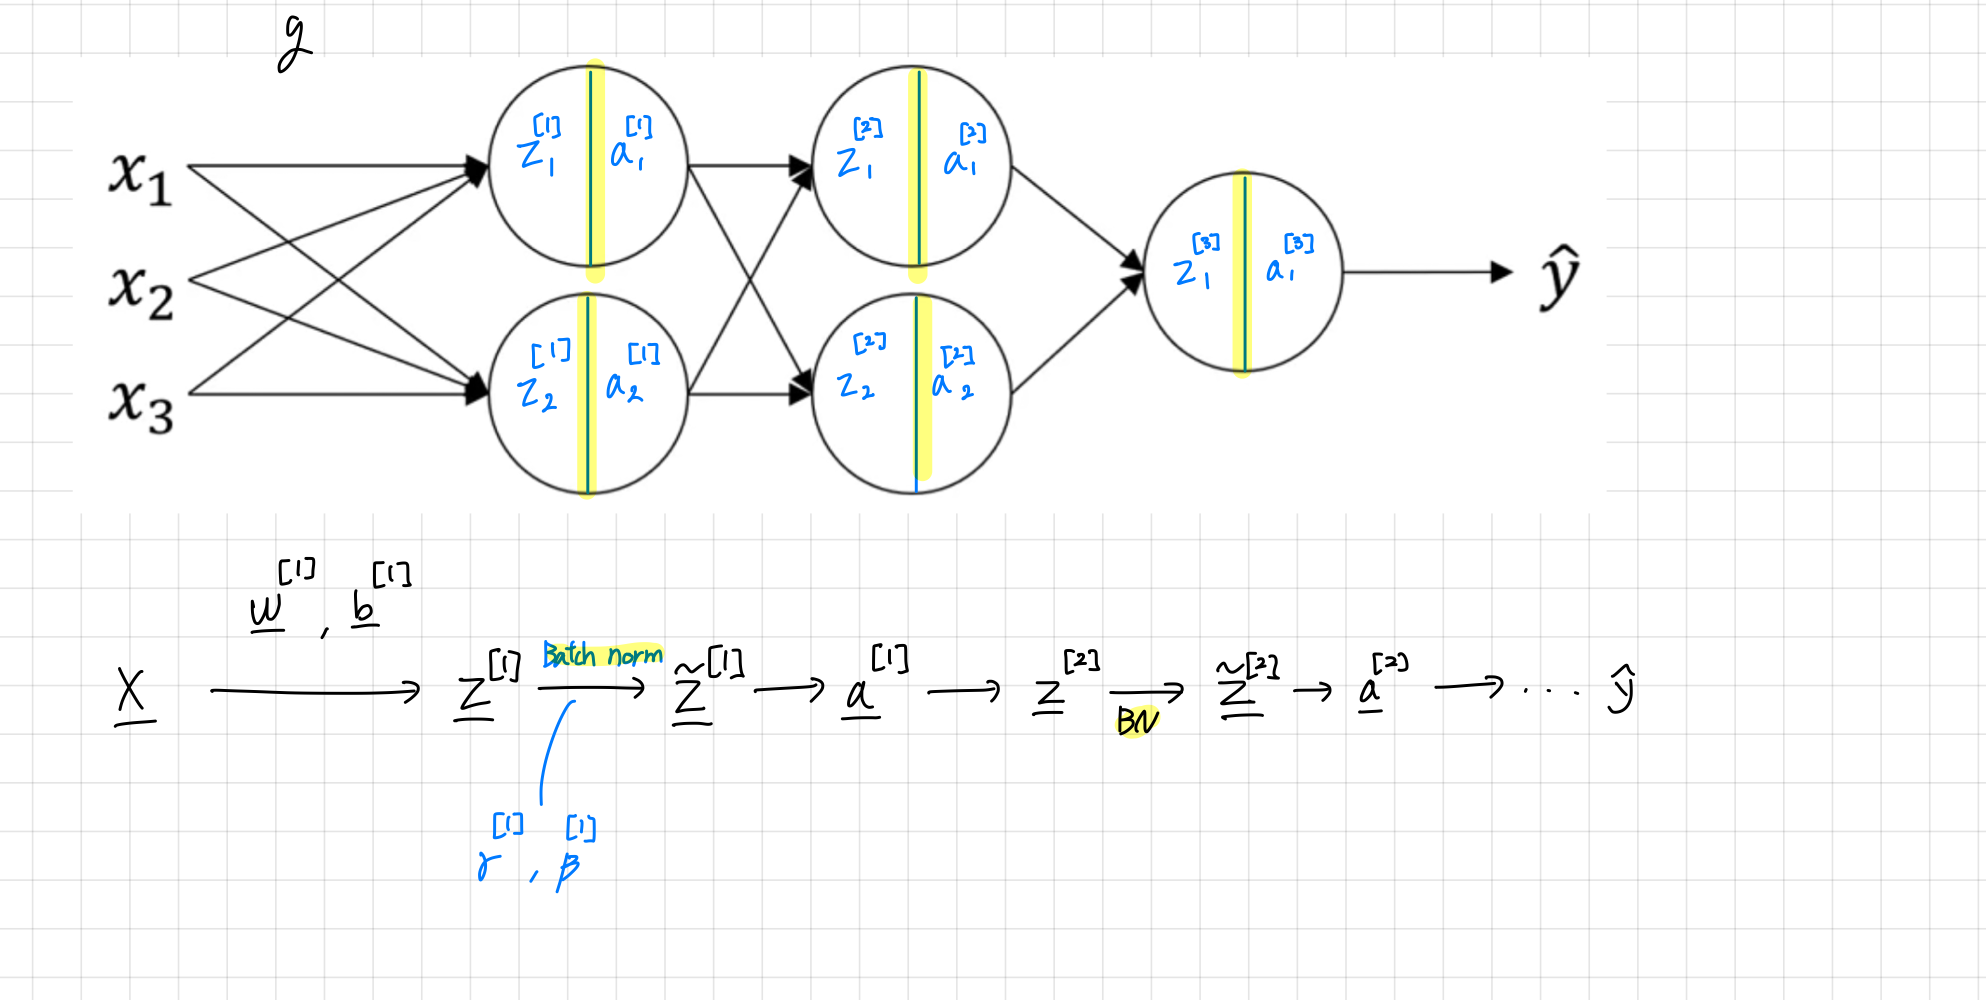 g
x₁
x₂
x₃
z₁^[1] a₁^[1]
z₂^[1] a₂^[1]
z₁^[2] a₁^[2]
z₂^[2] a₂^[2]
z₁^[3] a₁^[3]
ŷ
w^[1] , b^[1]
X → z^[1] → z̃^[1] → a^[1] → z^[2] → z̃^[2] → a^[2] → .... ŷ
Batch norm
BN
γ^[1] , β^[1]